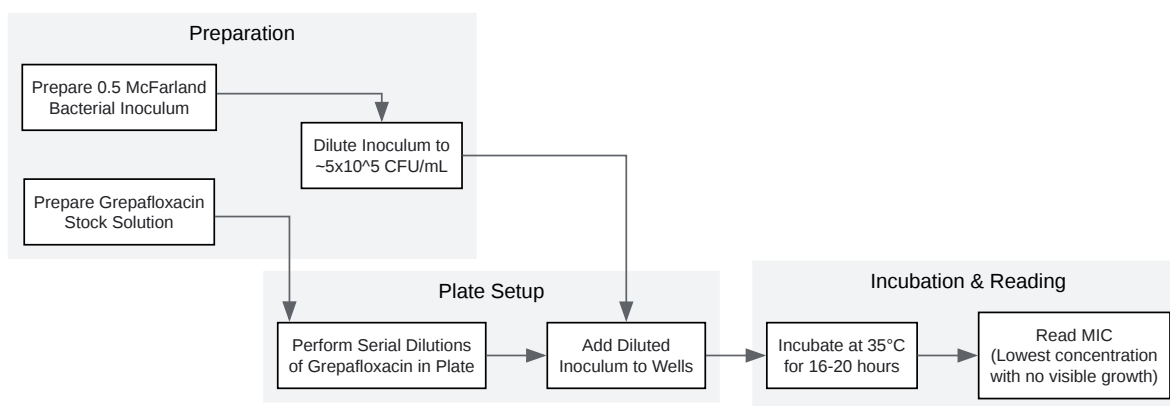 Preparation
Prepare 0.5 McFarland
Bacterial Inoculum
Dilute Inoculum to
~5x10^5 CFU/mL
Prepare Grepafloxacin
Stock Solution
Plate Setup
Perform Serial Dilutions
of Grepafloxacin in Plate
Add Diluted
Inoculum to Wells
Incubation & Reading
Incubate at 35°C
for 16-20 hours
Read MIC
(Lowest concentration
with no visible growth)